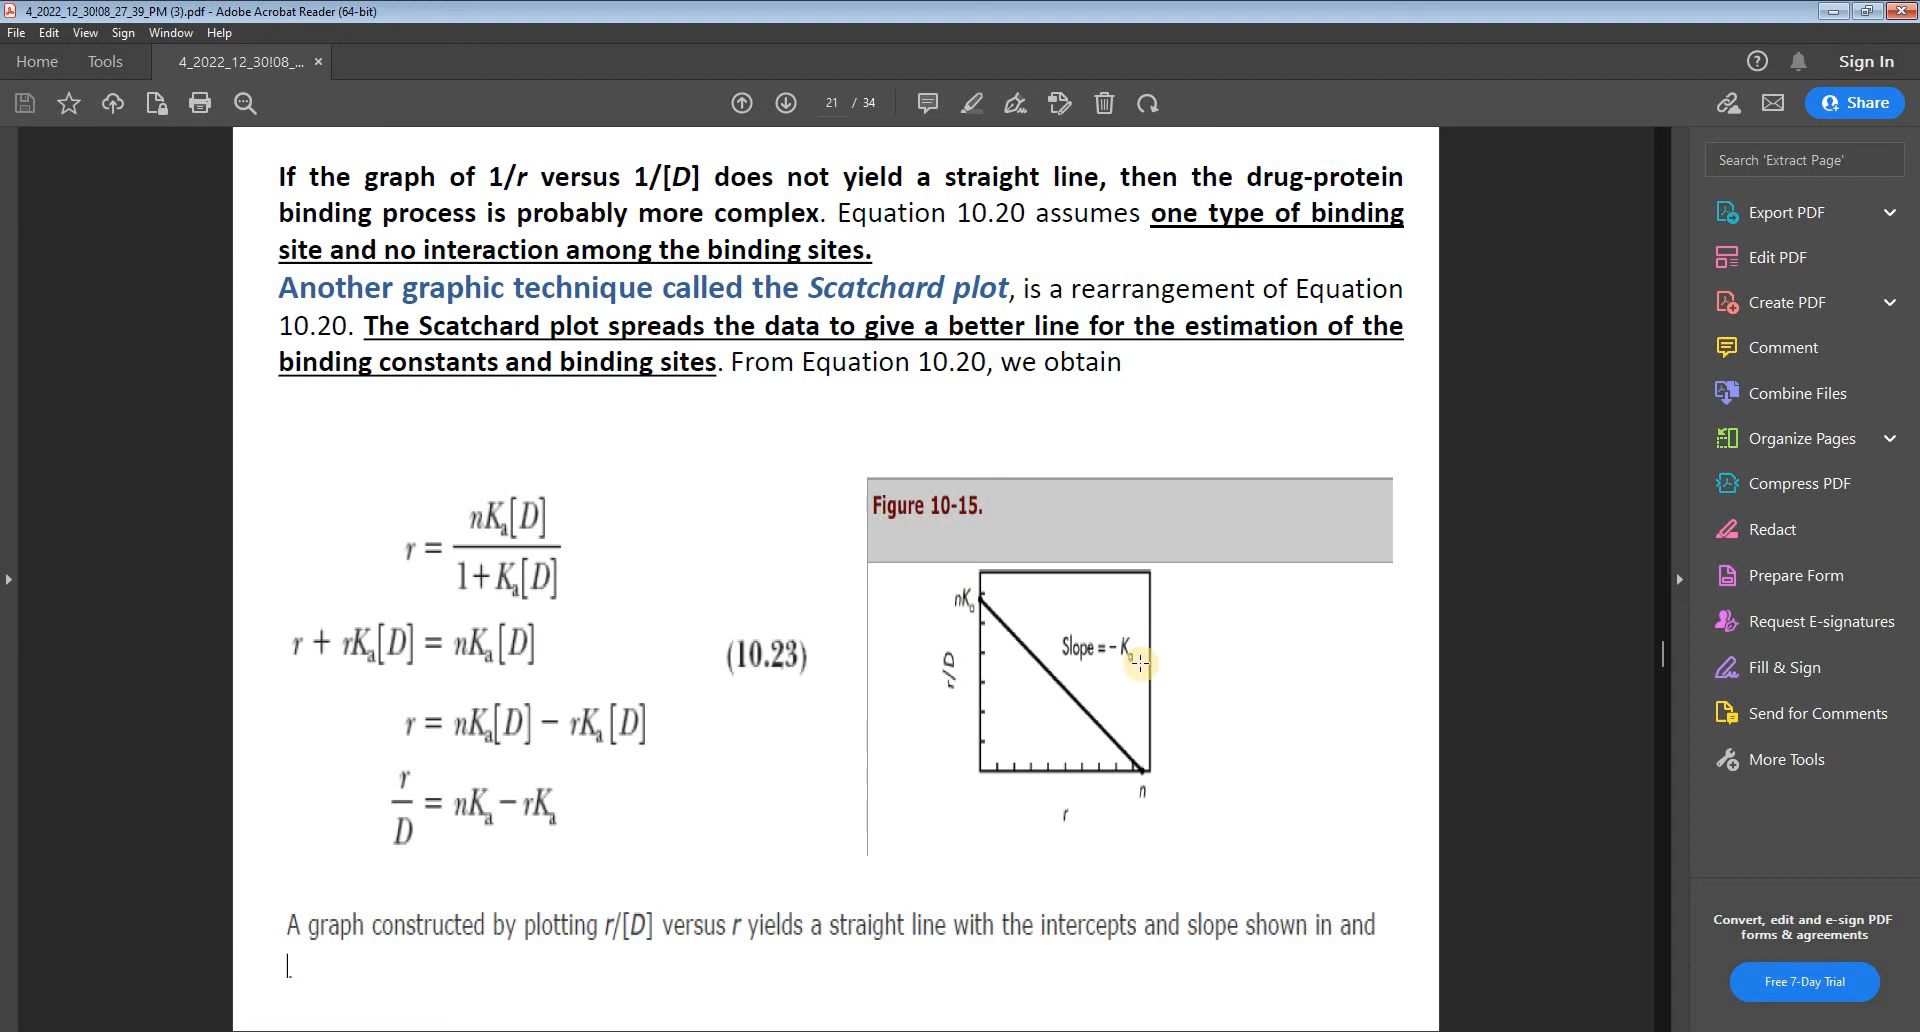 4_2022_12_30!08_27_39_PM (3).pdf - Adobe Acrobat Reader (64-bit)
File Edit View Sign Window Help
Home Tools 4_2022_12_30!08_... × Sign In
21 / 34 Share
If the graph of 1/r versus 1/[D] does not yield a straight line, then the drug-protein
binding process is probably more complex. Equation 10.20 assumes one type of binding
site and no interaction among the binding sites.
Another graphic technique called the Scatchard plot, is a rearrangement of Equation
10.20. The Scatchard plot spreads the data to give a better line for the estimation of the
binding constants and binding sites. From Equation 10.20, we obtain
r = nKa[D] / 1 + Ka[D]
r + rKa[D] = nKa[D] (10.23)
r = nKa[D] − rKa[D]
r/D = nKa − rKa
Figure 10-15.
nKa
Slope = - Ka
r/D
n
r
A graph constructed by plotting r/[D] versus r yields a straight line with the intercepts and slope shown in and
.
Search 'Extract Page'
Export PDF
Edit PDF
Create PDF
Comment
Combine Files
Organize Pages
Compress PDF
Redact
Prepare Form
Request E-signatures
Fill & Sign
Send for Comments
More Tools
Convert, edit and e-sign PDF
forms & agreements
Free 7-Day Trial